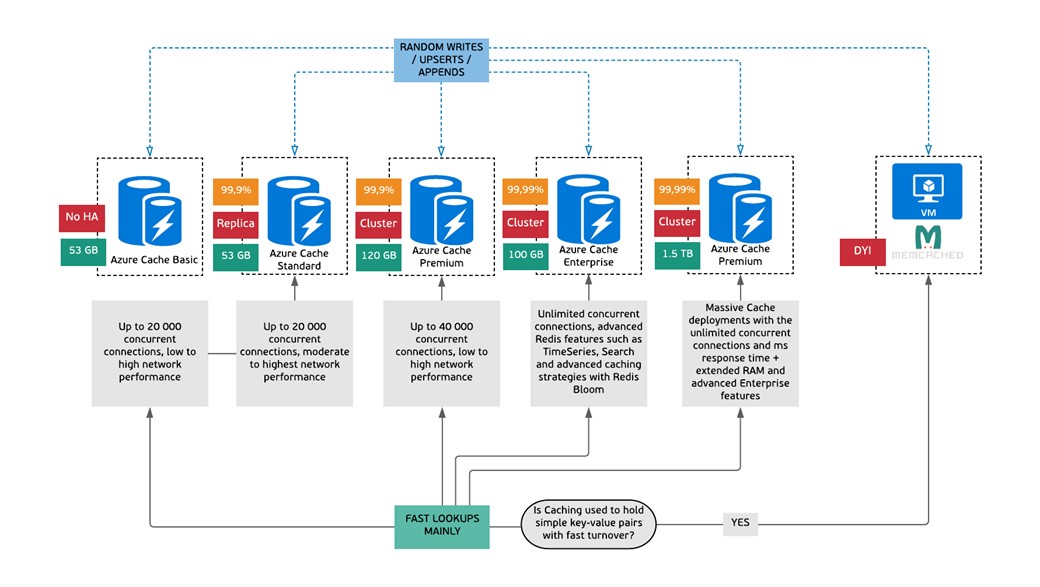 RANDOM WRITES
/ UPSERTS /
APPENDS
No HA
53 GB
Azure Cache Basic
99,9%
Replica
53 GB
Azure Cache
Standard
99,9%
Cluster
120 GB
Azure Cache
Premium
99,99%
Cluster
100 GB
Azure Cache
Enterprise
99,99%
Cluster
1.5 TB
Azure Cache
Premium
VM
DYI
MEMCACHED
Up to 20 000
concurrent
connections, low to
high network
performance
Up to 20 000
concurrent
connections, moderate
to highest network
performance
Up to 40 000
concurrent
connections, low to
high network
performance
Unlimited concurrent
connections, advanced
Redis features such as
TimeSeries, Search
and advanced caching
strategies with Redis
Bloom
Massive Cache
deployments with the
unlimited concurrent
connections and ms
response time +
extended RAM and
advanced Enterprise
features
FAST LOOKUPS
MAINLY
Is Caching used to hold
simple key-value pairs
with fast turnover?
YES